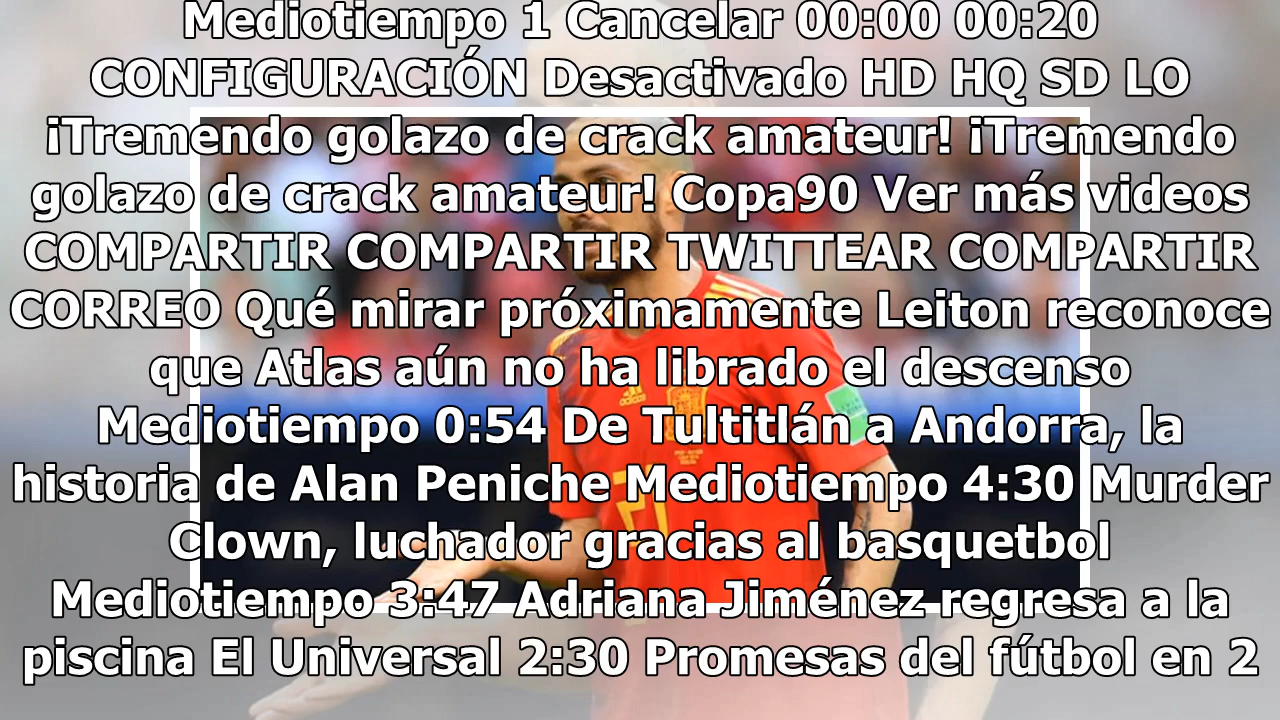 Mediotiempo 1 Cancelar 00:00 00:20
CONFIGURACIÓN Desactivado HD HQ SD LO
¡Tremendo golazo de crack amateur! ¡Tremendo
golazo de crack amateur! Copa90 Ver más videos
COMPARTIR COMPARTIR TWITTEAR COMPARTIR
CORREO Qué mirar próximamente Leiton reconoce
que Atlas aún no ha librado el descenso
Mediotiempo 0:54 De Tultitlán a Andorra, la
historia de Alan Peniche Mediotiempo 4:30 Murder
Clown, luchador gracias al basquetbol
Mediotiempo 3:47 Adriana Jiménez regresa a la
piscina El Universal 2:30 Promesas del fútbol en 2
adidas